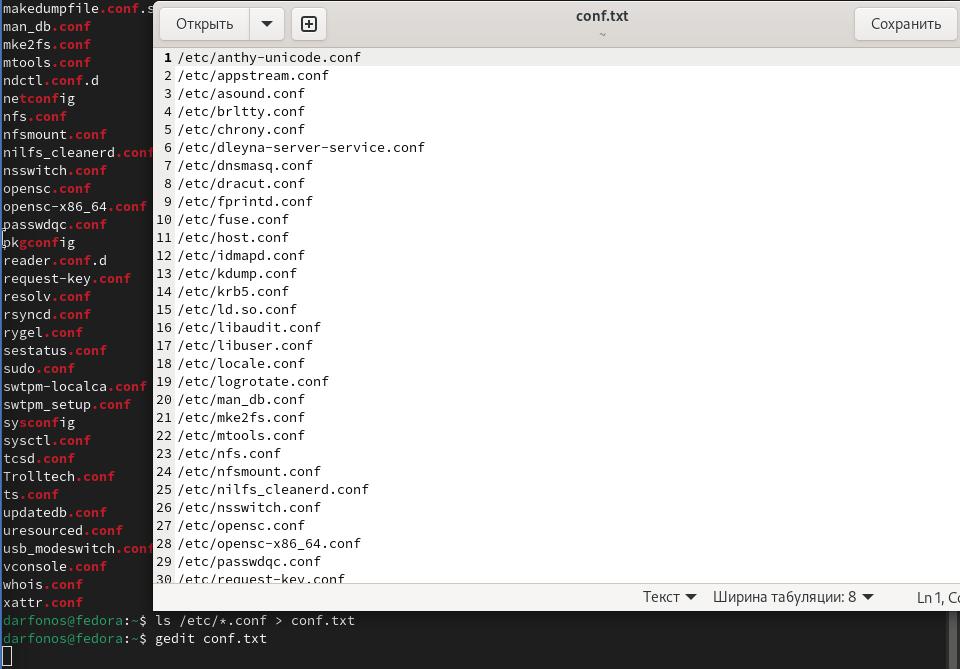 makedumpfile.conf.s
man_db.conf
mke2fs.conf
mtools.conf
ndctl.conf.d
netconfig
nfs.conf
nfsmount.conf
nilfs_cleanerd.conf
nsswitch.conf
opensc.conf
opensc-x86_64.conf
passwdqc.conf
pkgconfig
reader.conf.d
request-key.conf
resolv.conf
rsyncd.conf
rygel.conf
sestatus.conf
sudo.conf
swtpm-localca.conf
swtpm_setup.conf
sysconfig
sysctl.conf
tcsd.conf
Trolltech.conf
ts.conf
updatedb.conf
uresourced.conf
usb_modeswitch.conf
vconsole.conf
whois.conf
xattr.conf
darfonos@fedora:~$ ls /etc/*.conf > conf.txt
darfonos@fedora:~$ gedit conf.txt
Открыть
conf.txt
~
Сохранить
1 /etc/anthy-unicode.conf
2 /etc/appstream.conf
3 /etc/asound.conf
4 /etc/brltty.conf
5 /etc/chrony.conf
6 /etc/dleyna-server-service.conf
7 /etc/dnsmasq.conf
8 /etc/dracut.conf
9 /etc/fprintd.conf
10 /etc/fuse.conf
11 /etc/host.conf
12 /etc/idmapd.conf
13 /etc/kdump.conf
14 /etc/krb5.conf
15 /etc/ld.so.conf
16 /etc/libaudit.conf
17 /etc/libuser.conf
18 /etc/locale.conf
19 /etc/logrotate.conf
20 /etc/man_db.conf
21 /etc/mke2fs.conf
22 /etc/mtools.conf
23 /etc/nfs.conf
24 /etc/nfsmount.conf
25 /etc/nilfs_cleanerd.conf
26 /etc/nsswitch.conf
27 /etc/opensc.conf
28 /etc/opensc-x86_64.conf
29 /etc/passwdqc.conf
30 /etc/request-key.conf
Текст Ширина табуляции: 8 Ln 1, Co